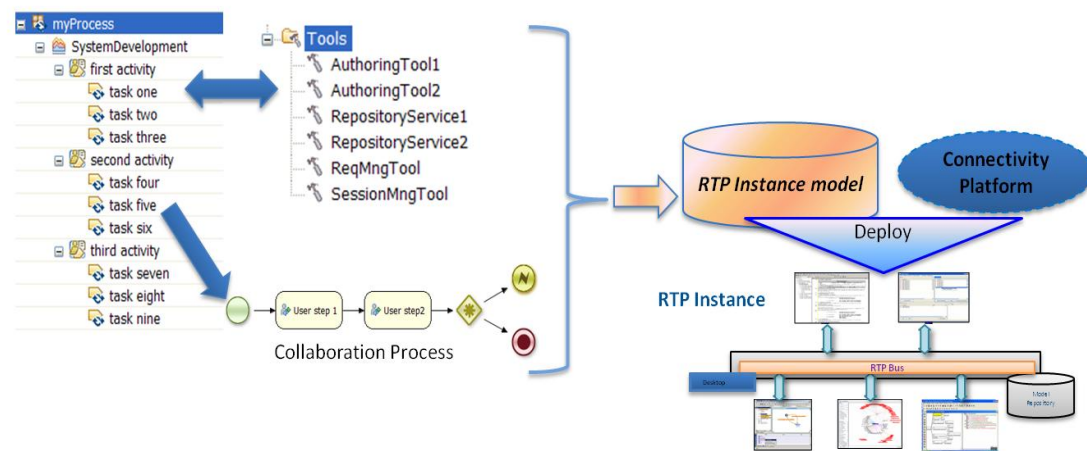 myProcess
SystemDevelopment
first activity
task one
task two
task three
second activity
task four
task five
task six
third activity
task seven
task eight
task nine
Tools
AuthoringTool1
AuthoringTool2
RepositoryService1
RepositoryService2
ReqMngTool
SessionMngTool
User step 1
User step2
Collaboration Process
RTP Instance model
Connectivity
Platform
Deploy
RTP Instance
RTP Bus
Desktop
Model
Repository